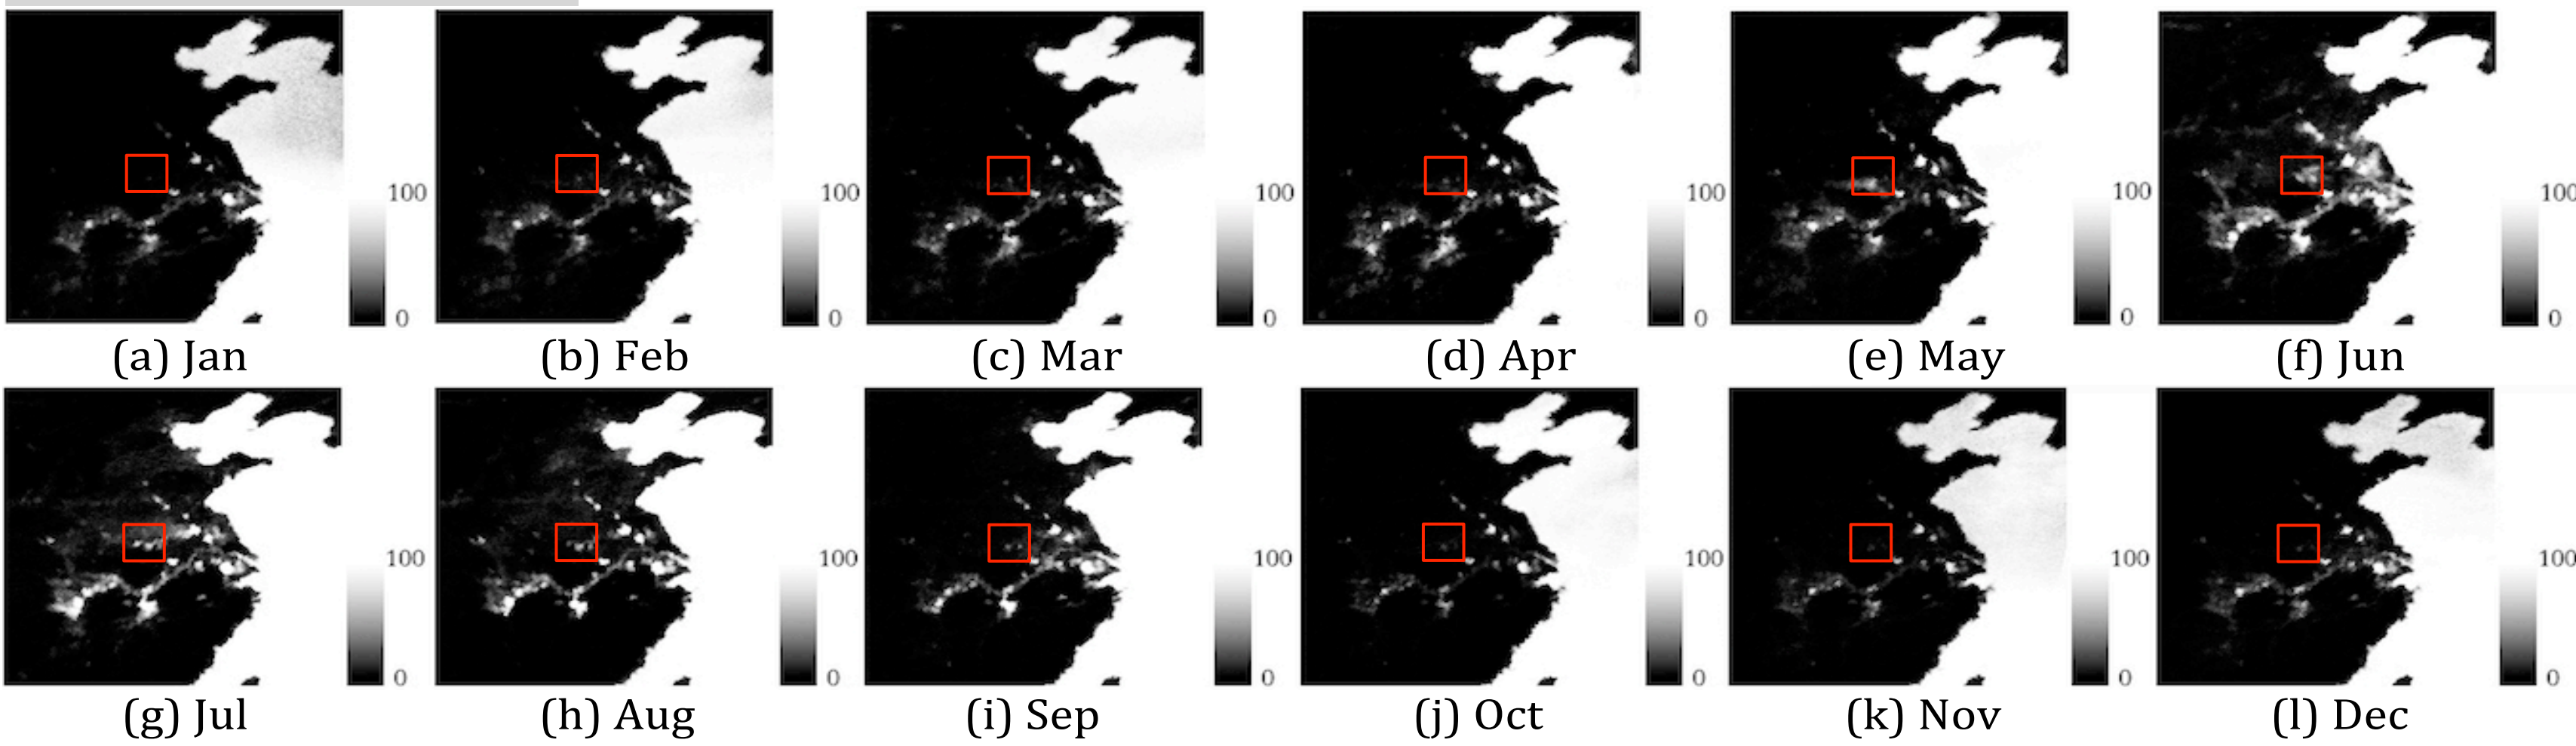 100 100 100 100 100 100
0 0 0 0 0 0
(a) Jan (b) Feb (c) Mar (d) Apr (e) May (f) Jun
100 100 100 100 100 100
0 0 0 0 0 0
(g) Jul (h) Aug (i) Sep (j) Oct (k) Nov (l) Dec